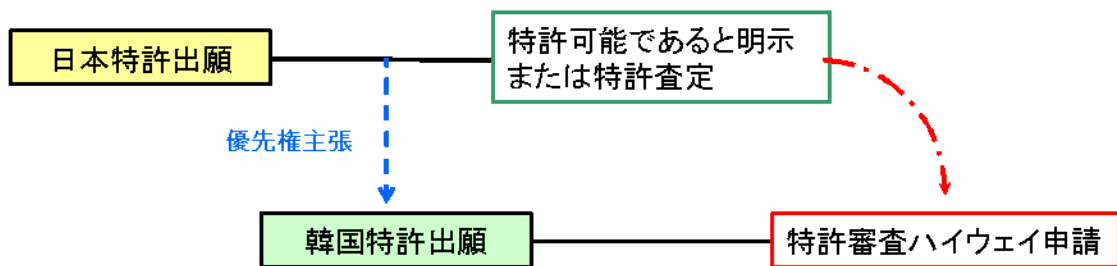 日本特許出願
特許可能であると明示
または特許査定
優先権主張
韓国特許出願
特許審査ハイウェイ申請